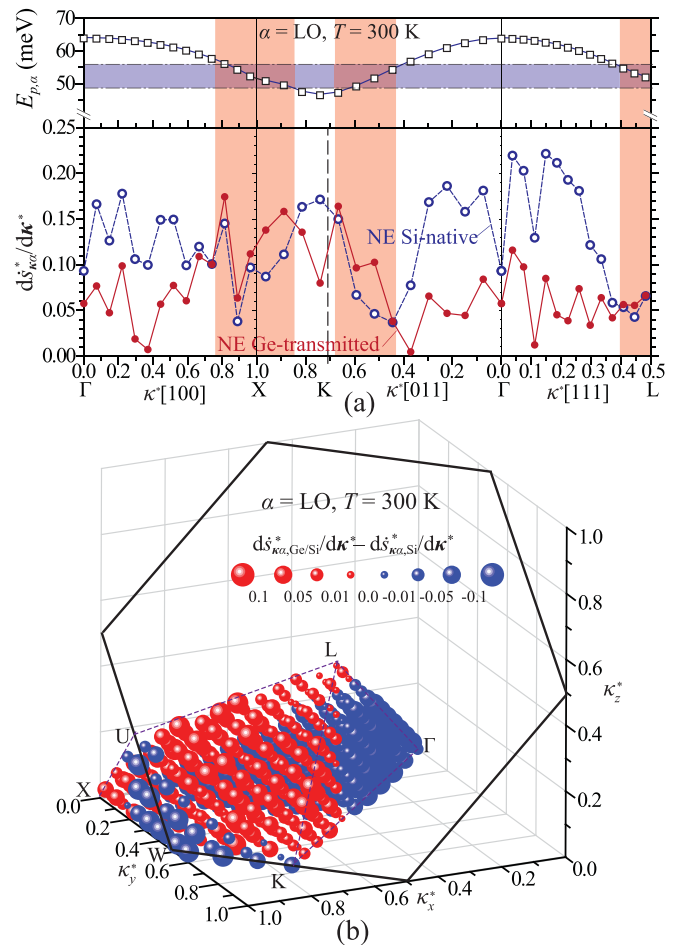 α = LO, T = 300 K
E_{p,α} (meV)
70
60
50
dṡ*_{κα}/dκ*
0.25
0.20
0.15
0.10
0.05
0.00
NE Si-native
NE Ge-transmitted
0.0 0.2 0.4 0.6 0.8 1.0 0.8 0.6 0.2 0.0 0.1 0.2 0.3 0.4 0.5
Γ κ*[100] X K κ*[011] Γ κ*[111] L
(a)
α = LO, T = 300 K
dṡ*_{κα,Ge/Si}/dκ* – dṡ*_{κα,Si}/dκ*
0.1 0.05 0.01 0.0 -0.01 -0.05 -0.1
1.0
0.8
0.6
0.4
0.2
0.0
κ*_z
L
U
Γ
X
W
K
0.0
0.2
0.4
0.6
0.8
1.0
κ*_y
1.0
0.8
0.6
0.4
0.2
0.0
κ*_x
(b)